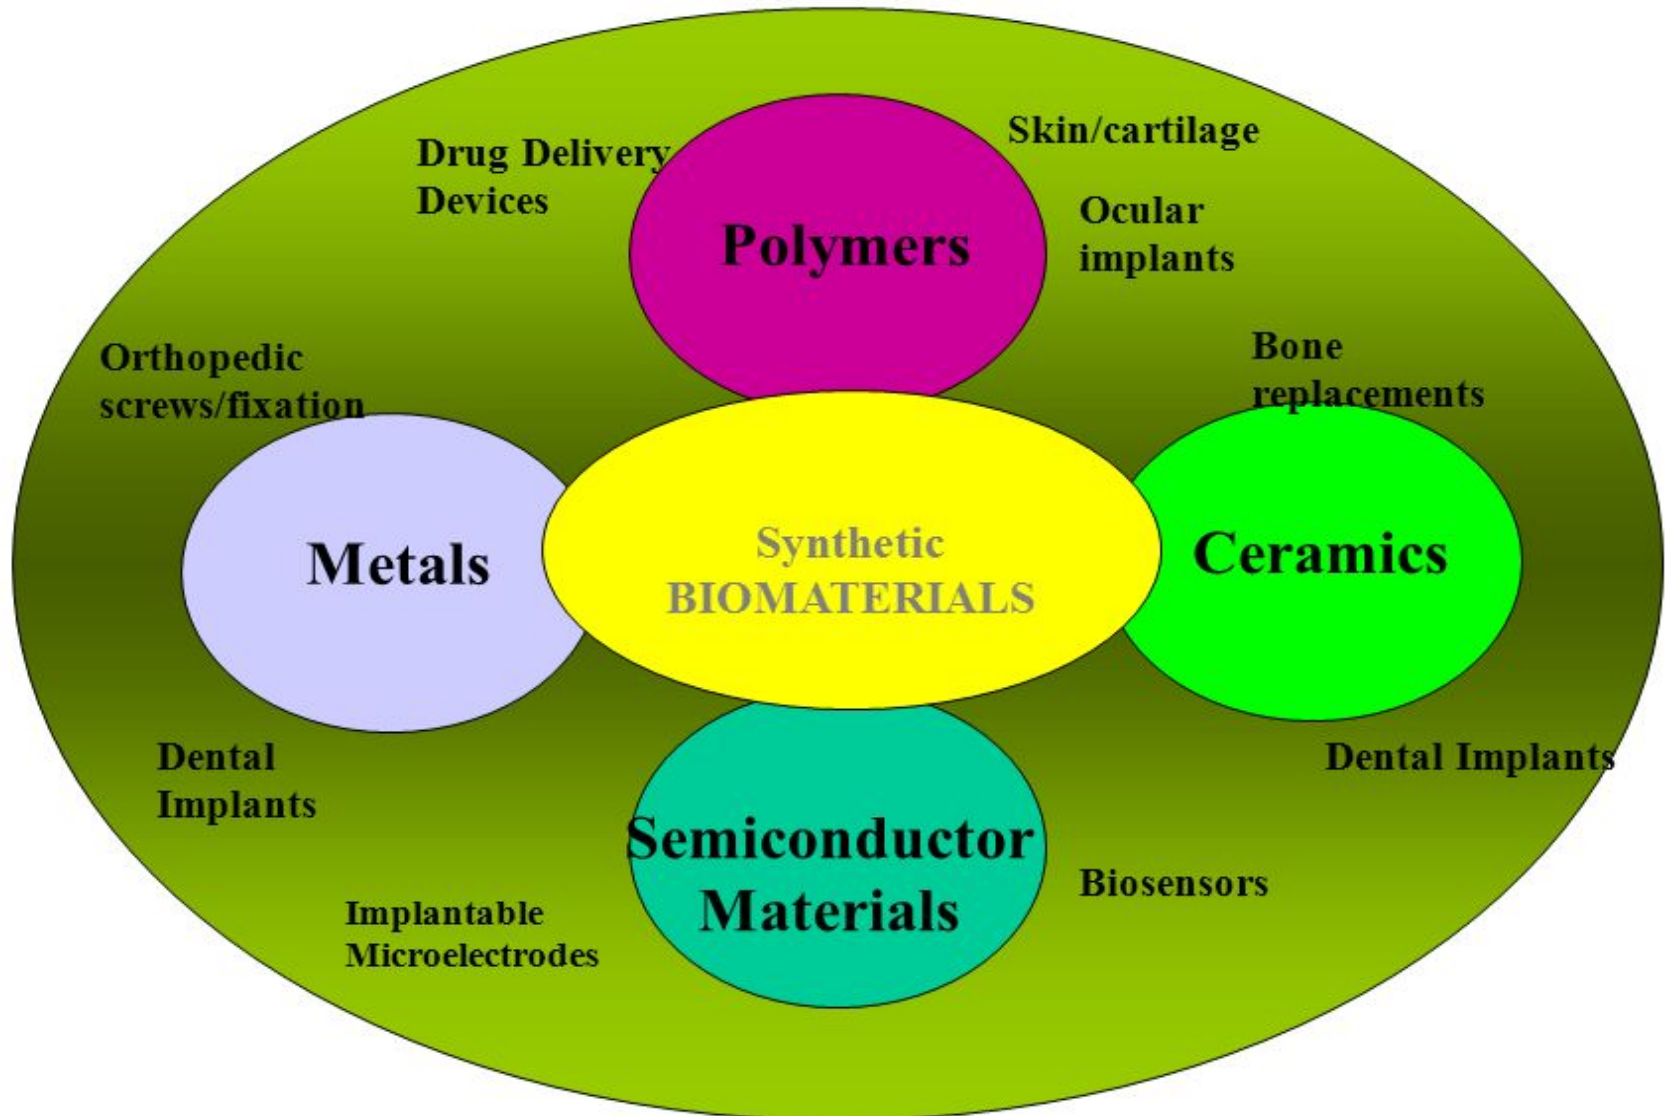 Drug Delivery
Devices
Skin/cartilage
Ocular
implants
Polymers
Orthopedic
screws/fixation
Bone
replacements
Metals
Synthetic
BIOMATERIALS
Ceramics
Dental
Implants
Dental Implants
Semiconductor
Materials
Implantable
Microelectrodes
Biosensors